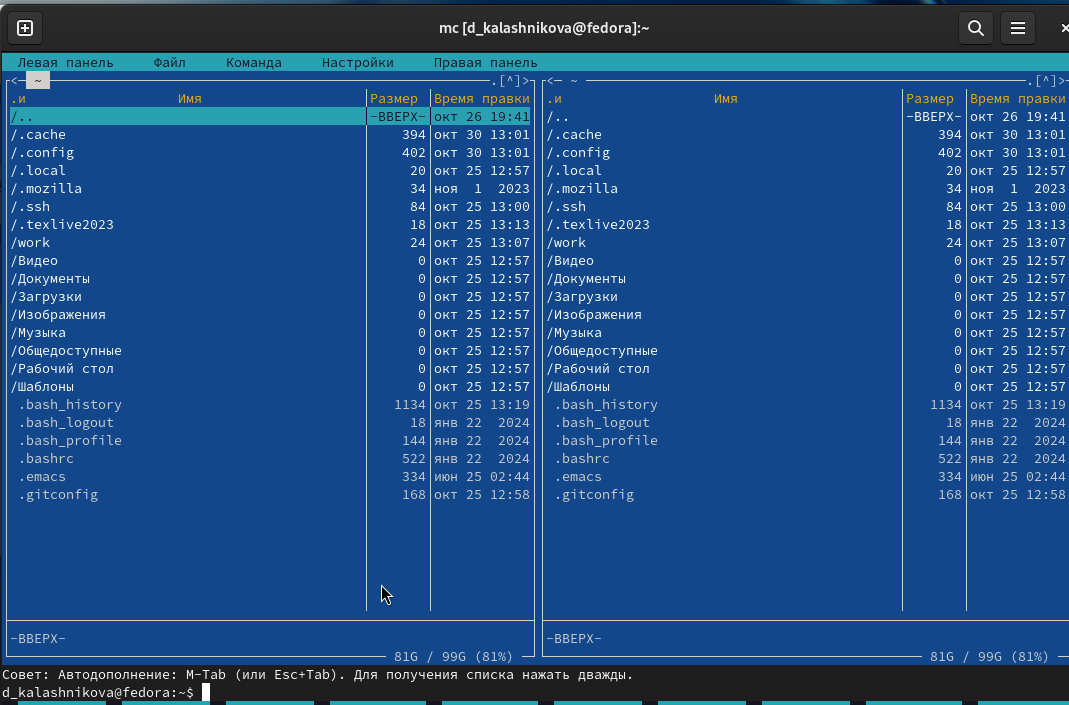 mc [d_kalashnikova@fedora]:~
Левая панель Файл Команда Настройки Правая панель
<— ~ .[^]> <— ~ .[^]>
.и Имя Размер Время правки .и Имя Размер Время правки
/.. -ВВЕРХ- окт 26 19:41 /.. -ВВЕРХ- окт 26 19:41
/.cache 394 окт 30 13:01 /.cache 394 окт 30 13:01
/.config 402 окт 30 13:01 /.config 402 окт 30 13:01
/.local 20 окт 25 12:57 /.local 20 окт 25 12:57
/.mozilla 34 ноя 1 2023 /.mozilla 34 ноя 1 2023
/.ssh 84 окт 25 13:00 /.ssh 84 окт 25 13:00
/.texlive2023 18 окт 25 13:13 /.texlive2023 18 окт 25 13:13
/work 24 окт 25 13:07 /work 24 окт 25 13:07
/Видео 0 окт 25 12:57 /Видео 0 окт 25 12:57
/Документы 0 окт 25 12:57 /Документы 0 окт 25 12:57
/Загрузки 0 окт 25 12:57 /Загрузки 0 окт 25 12:57
/Изображения 0 окт 25 12:57 /Изображения 0 окт 25 12:57
/Музыка 0 окт 25 12:57 /Музыка 0 окт 25 12:57
/Общедоступные 0 окт 25 12:57 /Общедоступные 0 окт 25 12:57
/Рабочий стол 0 окт 25 12:57 /Рабочий стол 0 окт 25 12:57
/Шаблоны 0 окт 25 12:57 /Шаблоны 0 окт 25 12:57
.bash_history 1134 окт 25 13:19 .bash_history 1134 окт 25 13:19
.bash_logout 18 янв 22 2024 .bash_logout 18 янв 22 2024
.bash_profile 144 янв 22 2024 .bash_profile 144 янв 22 2024
.bashrc 522 янв 22 2024 .bashrc 522 янв 22 2024
.emacs 334 июн 25 02:44 .emacs 334 июн 25 02:44
.gitconfig 168 окт 25 12:58 .gitconfig 168 окт 25 12:58
-ВВЕРХ- -ВВЕРХ-
81G / 99G (81%) 81G / 99G (81%)
Совет: Автодополнение: M-Tab (или Esc+Tab). Для получения списка нажать дважды.
d_kalashnikova@fedora:~$